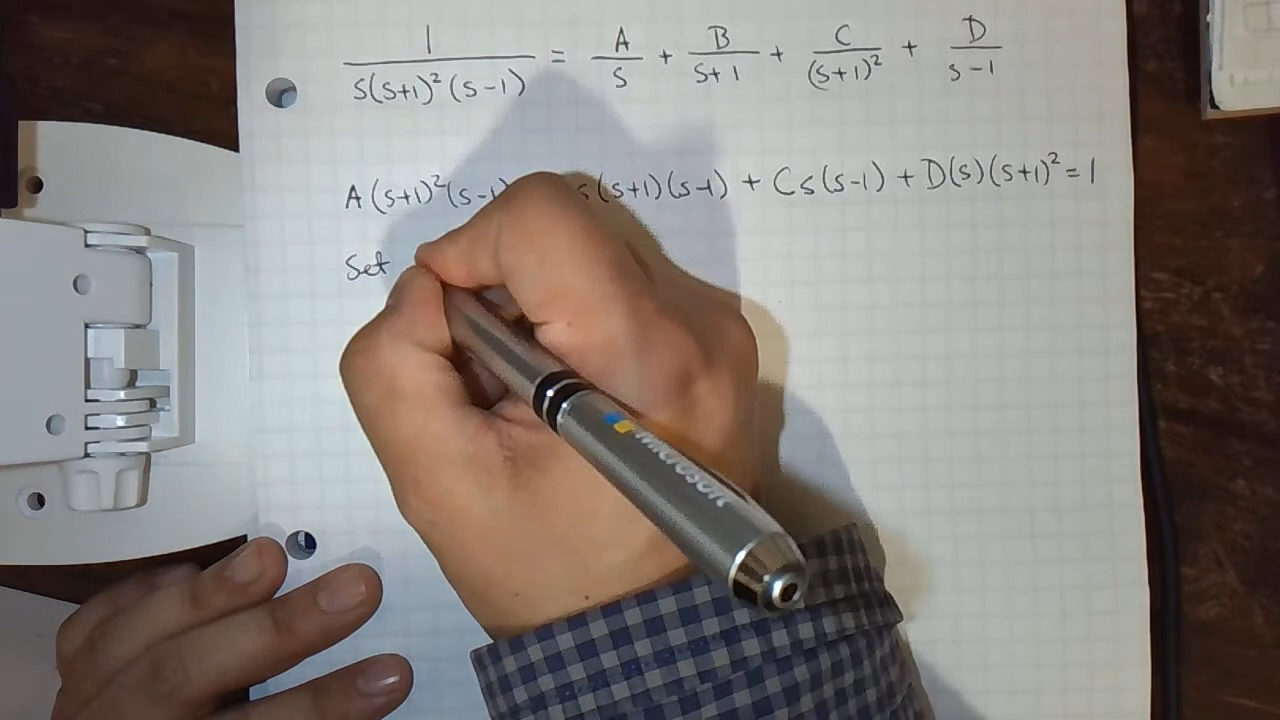 1/(s(s+1)²(s-1)) = A/s + B/(s+1) + C/(s+1)² + D/(s-1)
A(s+1)²(s-1) s(s+1)(s-1) + Cs(s-1) + D(s)(s+1)² = 1
Set
Microsoft